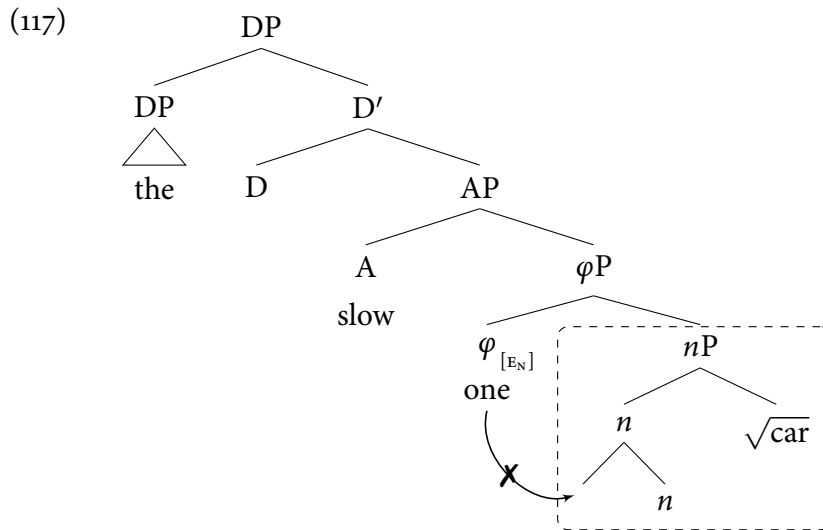 (117)
DP
DP D′
the D AP
A φP
slow
φ[EN] nP
one
n √car
n